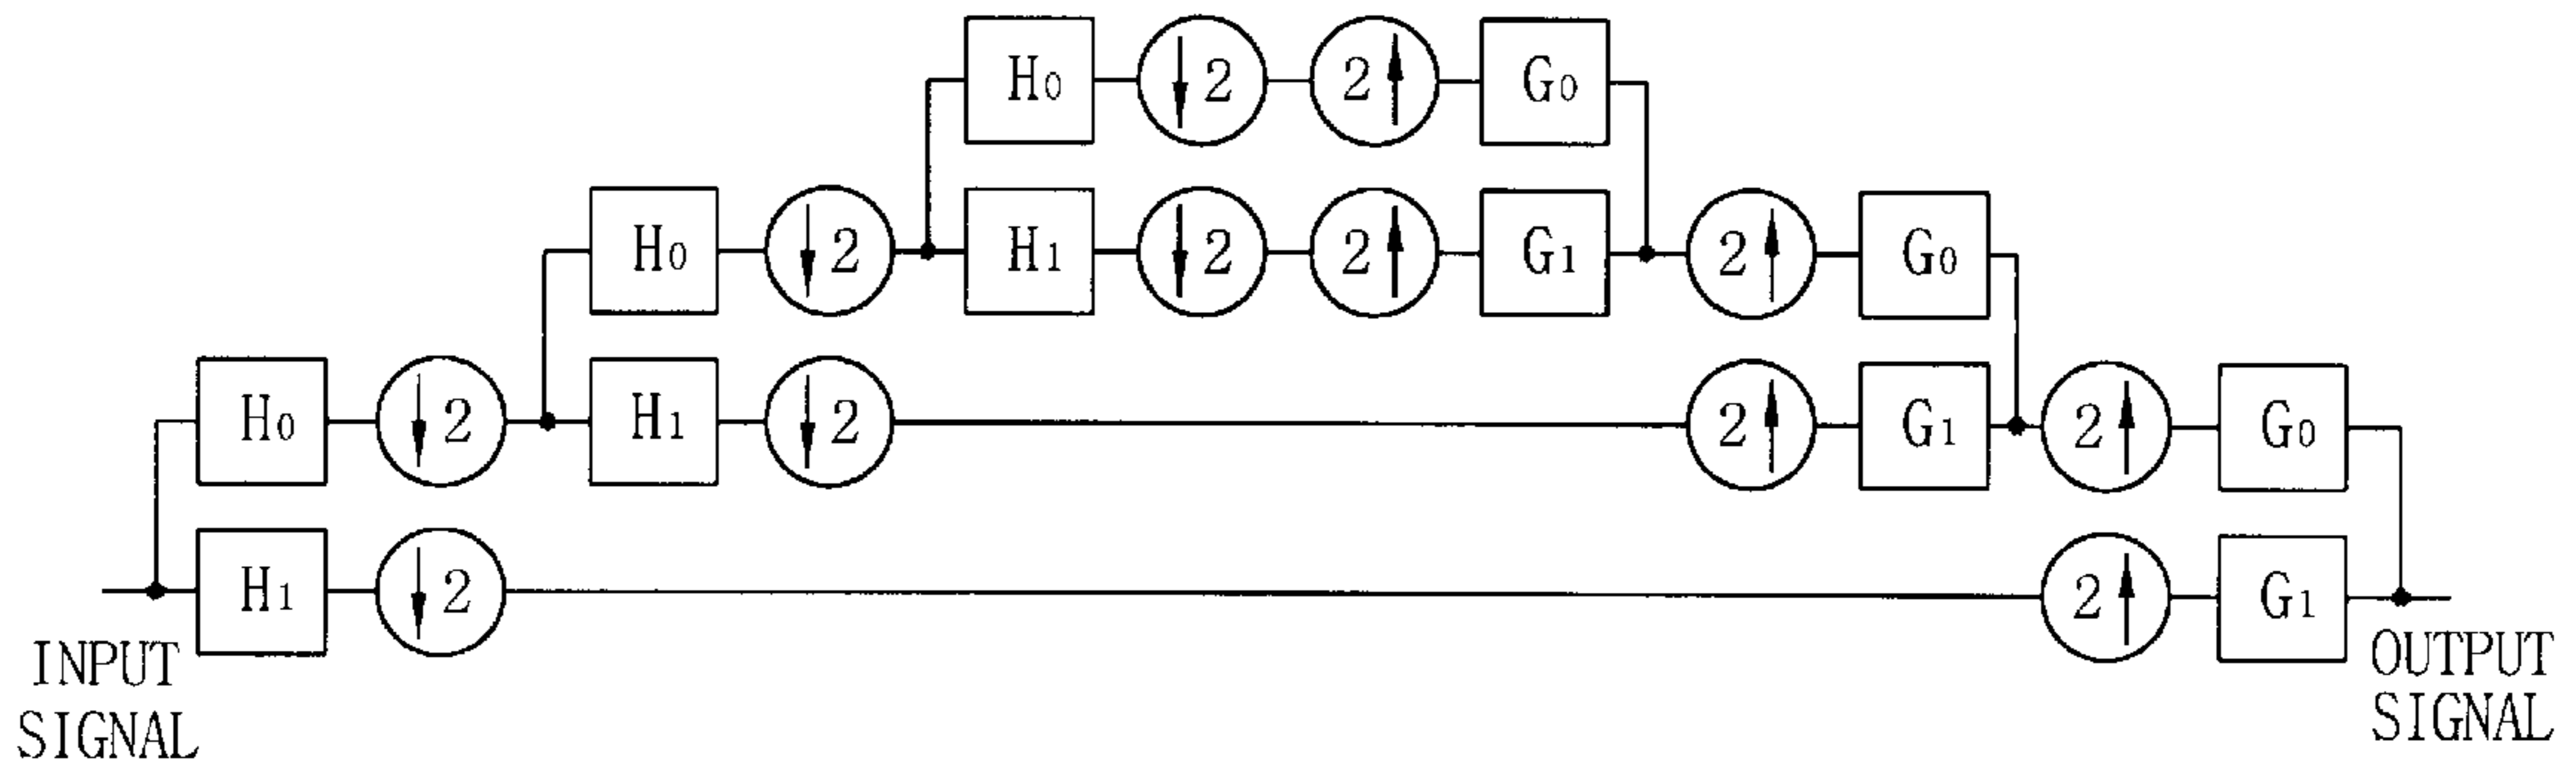 H0 ↓2 2↑ G0
H0 ↓2 H1 ↓2 2↑ G1 2↑ G0
H0 ↓2 H1 ↓2 2↑ G1 2↑ G0
H1 ↓2 2↑ G1
INPUT
SIGNAL
OUTPUT
SIGNAL